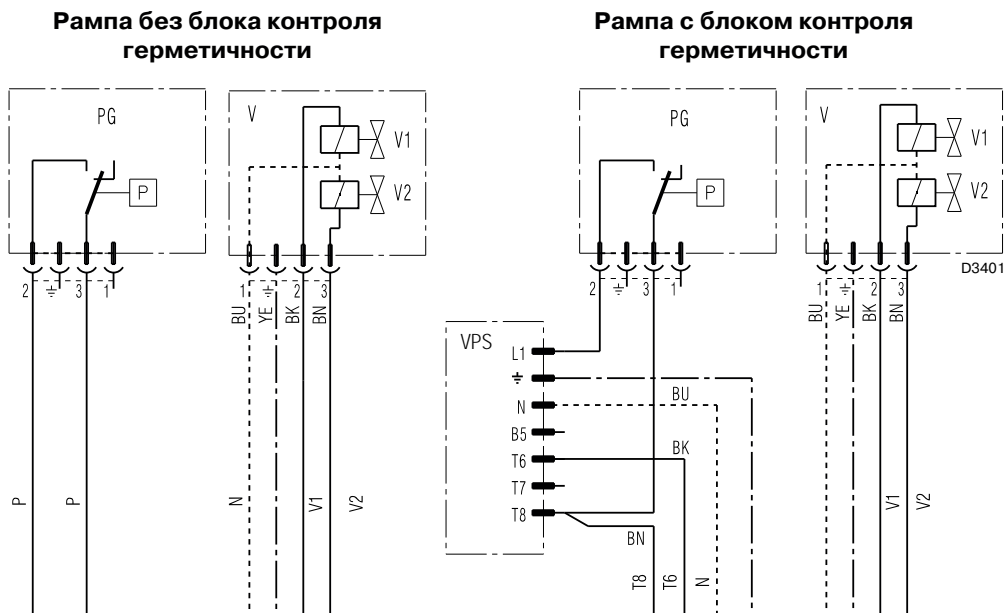 Рампа без блока контроля
герметичности
Рампа с блоком контроля
герметичности
PG
P
2
3
1
V
V1
V2
1
2
3
BU
YE
BK
BN
P
P
N
V1
V2
PG
P
2
3
1
V
V1
V2
D3401
1
2
3
BU
YE
BK
BN
VPS
L1
N
B5
T6
T7
T8
BU
BK
BN
T8
T6
N
V1
V2